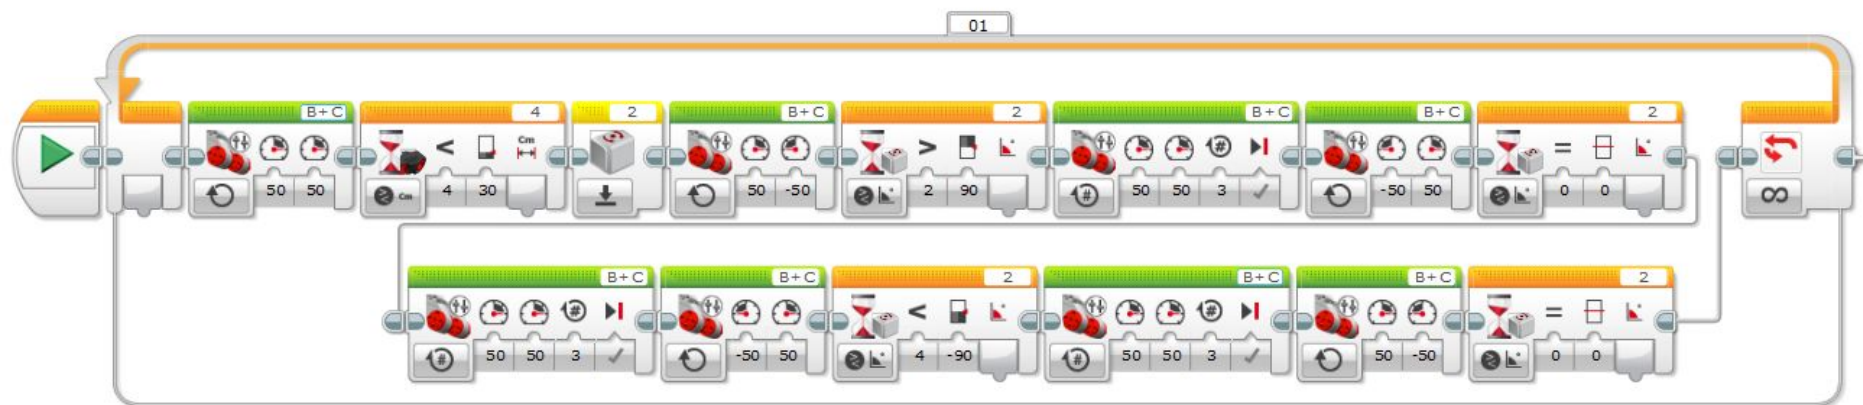 01
B+C 4 2 B+C 2 B+C B+C 2
< Cm > #  =
50 50 Cm 4 30 50 -50 2 90 # 50 50 3 -50 50 0 0
B+C B+C 2 B+C B+C 2
# < # =
# 50 50 3 -50 50 4 -90 # 50 50 3 50 -50 0 0